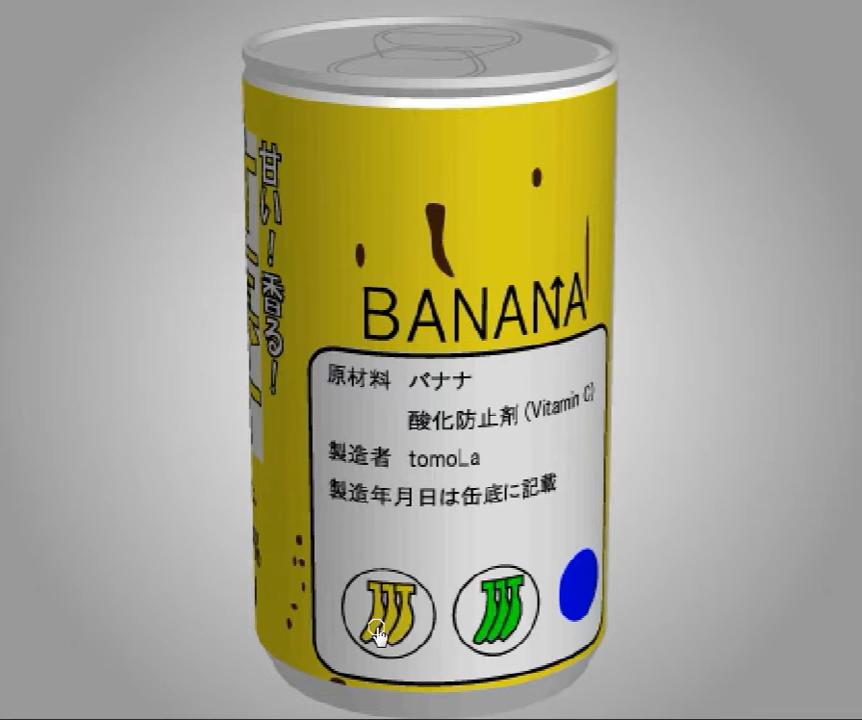 甘い！香る！
BANANA
原材料 バナナ
酸化防止剤 (Vitamin C)
製造者 tomoLa
製造年月日は缶底に記載